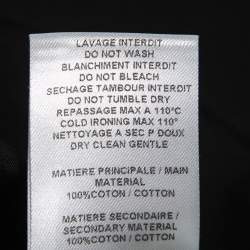 LAVAGE INTERDIT
DO NOT WASH
BLANCHIMENT INTERDIT
DO NOT BLEACH
SECHAGE TAMBOUR INTERDIT
DO NOT TUMBLE DRY
REPASSAGE MAX A 110°C
COLD IRONING MAX 110°
NETTOYAGE A SEC P DOUX
DRY CLEAN GENTLE
MATIERE PRINCIPALE / MAIN
MATERIAL
100%COTON / COTTON
MATIERE SECONDAIRE /
SECONDARY MATERIAL
100%COTON / COTTON